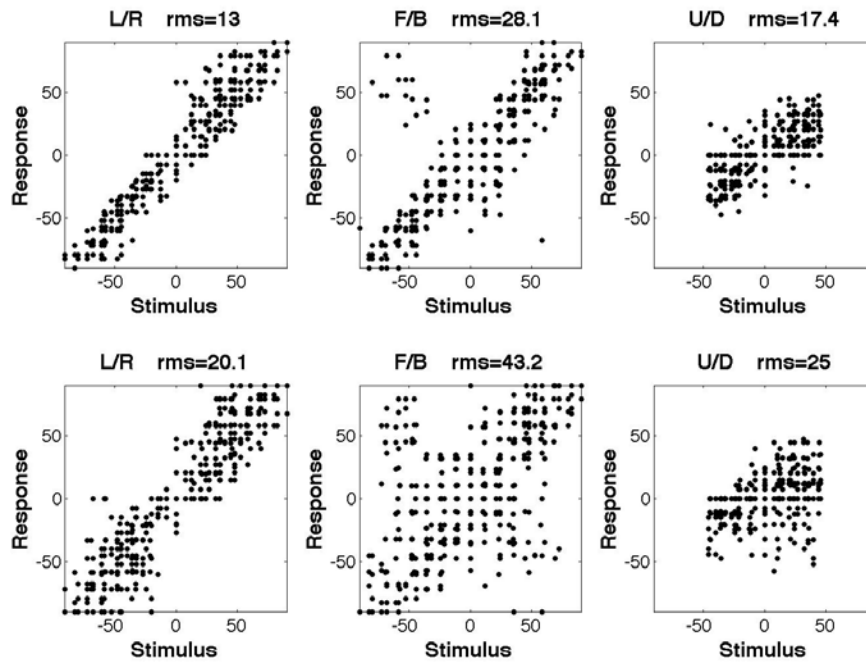 L/R rms=13
F/B rms=28.1
U/D rms=17.4
Response
50
0
-50
-50 0 50
Stimulus
Response
50
0
-50
-50 0 50
Stimulus
Response
50
0
-50
-50 0 50
Stimulus
L/R rms=20.1
F/B rms=43.2
U/D rms=25
Response
50
0
-50
-50 0 50
Stimulus
Response
50
0
-50
-50 0 50
Stimulus
Response
50
0
-50
-50 0 50
Stimulus